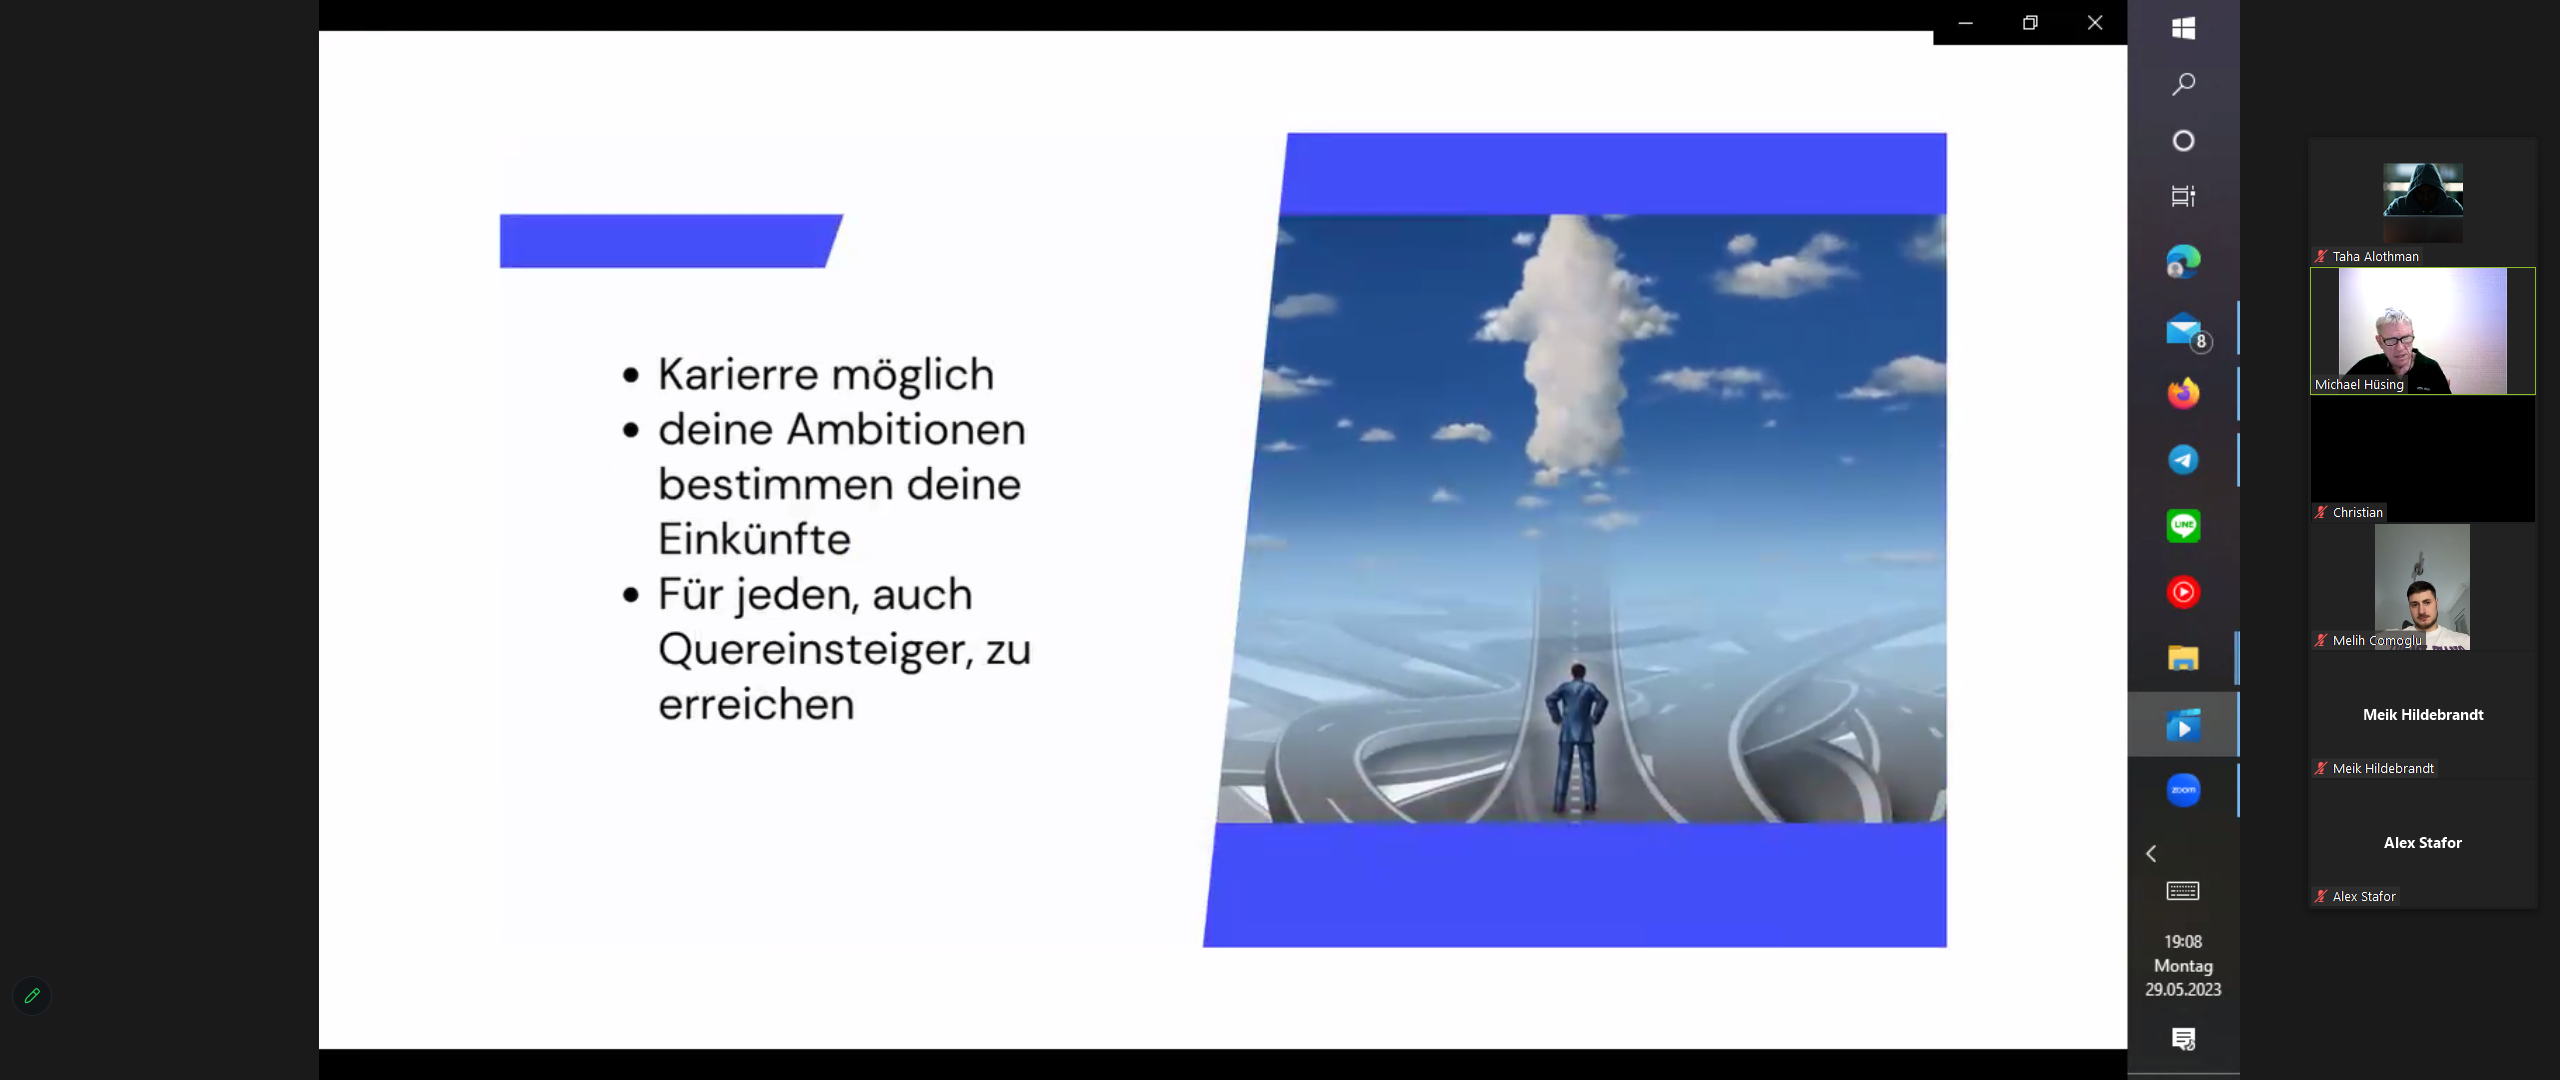 Karierre möglich
deine Ambitionen
bestimmen deine
Einkünfte
Für jeden, auch
Quereinsteiger, zu
erreichen
8
LINE
zoom
19:08
Montag
29.05.2023
Taha Alothman
Michael Hüsing
Christian
Melih Comoglu
Meik Hildebrandt
Meik Hildebrandt
Alex Stafor
Alex Stafor